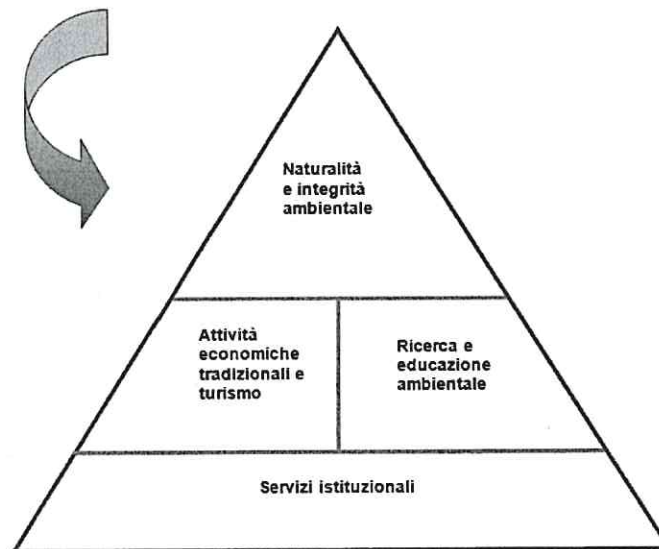 Naturalità
e integrità
ambientale
Attività
economiche
tradizionali e
turismo
Ricerca e
educazione
ambientale
Servizi istituzionali